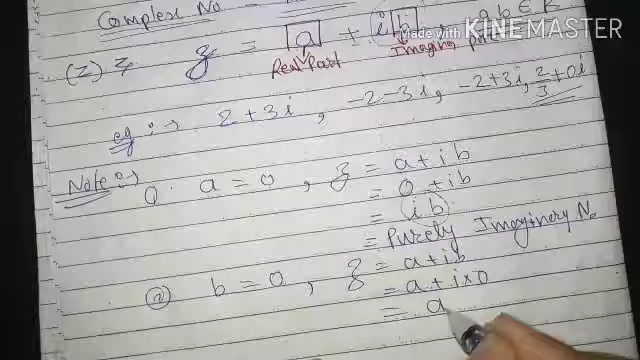 Complex No
(z) z z = a + ib, a, b ∈ R
Made with KINEMASTER
Real Part Imaginary Part
eg :→ 2 + 3i, -2-3i, -2+3i, 2/3 + 0i
Note :→
① a = 0, z = a + ib
= 0 + ib
= ib
= Purely Imaginary No
② b = 0, z = a + ib
= a + i×0
= a